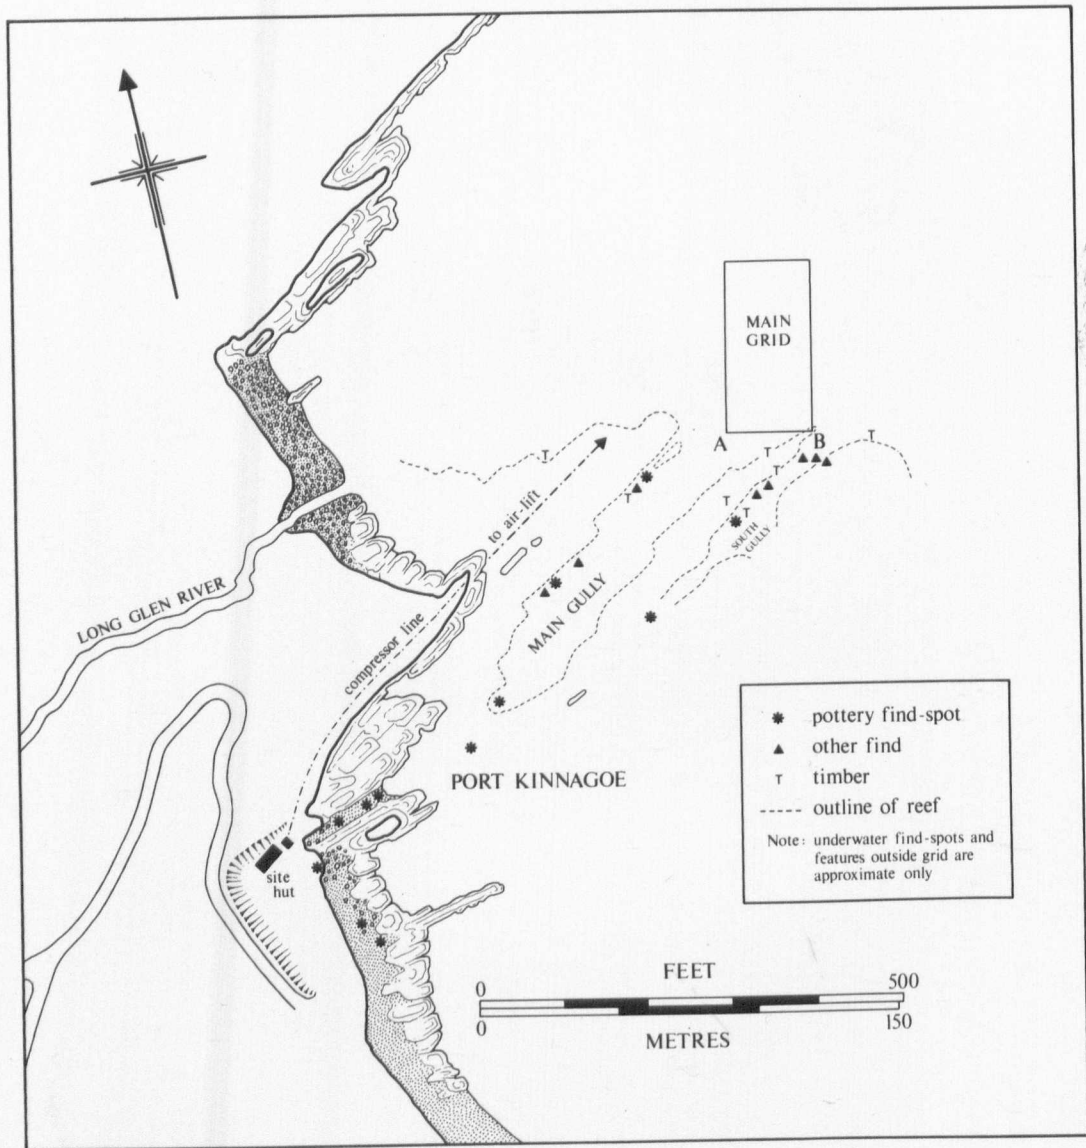 MAIN
GRID
A
B
T
T
T
T
T
T
T
to air-lift
SOUTH
GULLY
LONG GLEN RIVER
MAIN GULLY
compressor line
PORT KINNAGOE
site
hut
pottery find-spot
other find
T timber
outline of reef
Note: underwater find-spots and
features outside grid are
approximate only
FEET
0 500
0 150
METRES